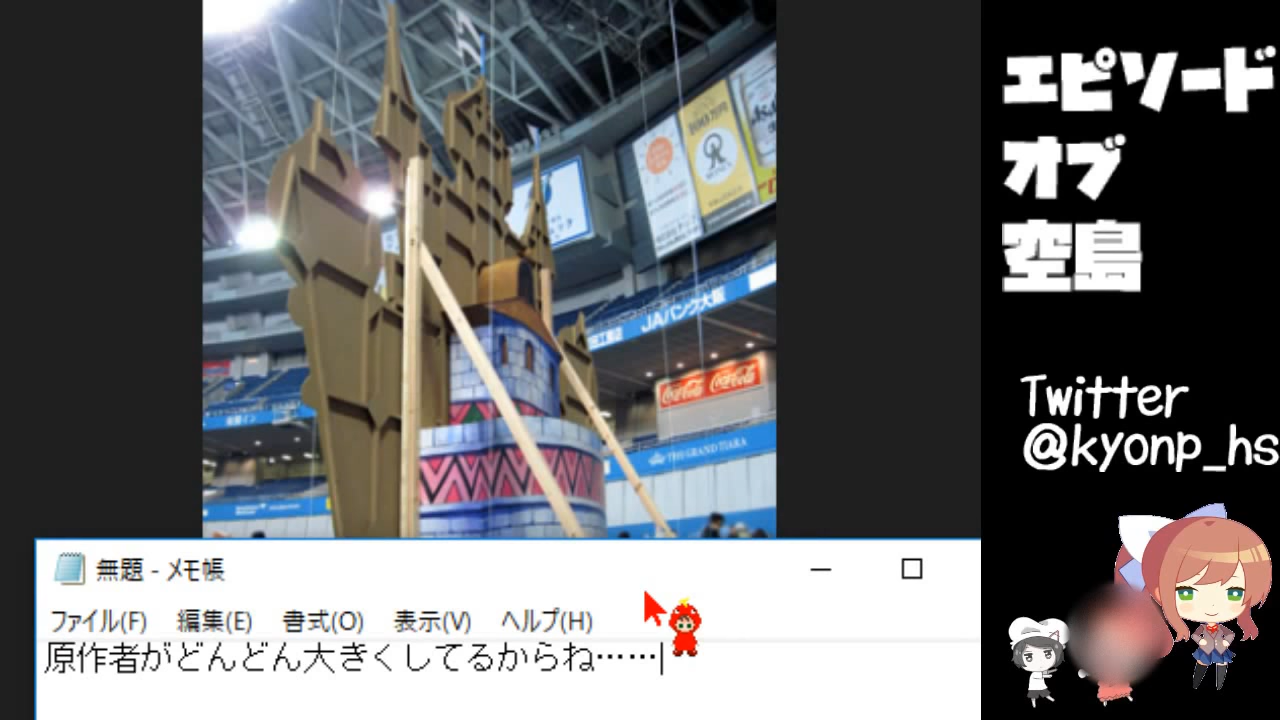 JAバンク大阪
Coca-Cola Coca-Cola
THE GRAND TIARA
無題 - メモ帳
ファイル(F) 編集(E) 書式(O) 表示(V) ヘルプ(H)
原作者がどんどん大きくしてるからね……
エピソード
オブ
空島
Twitter
@kyonp_hs